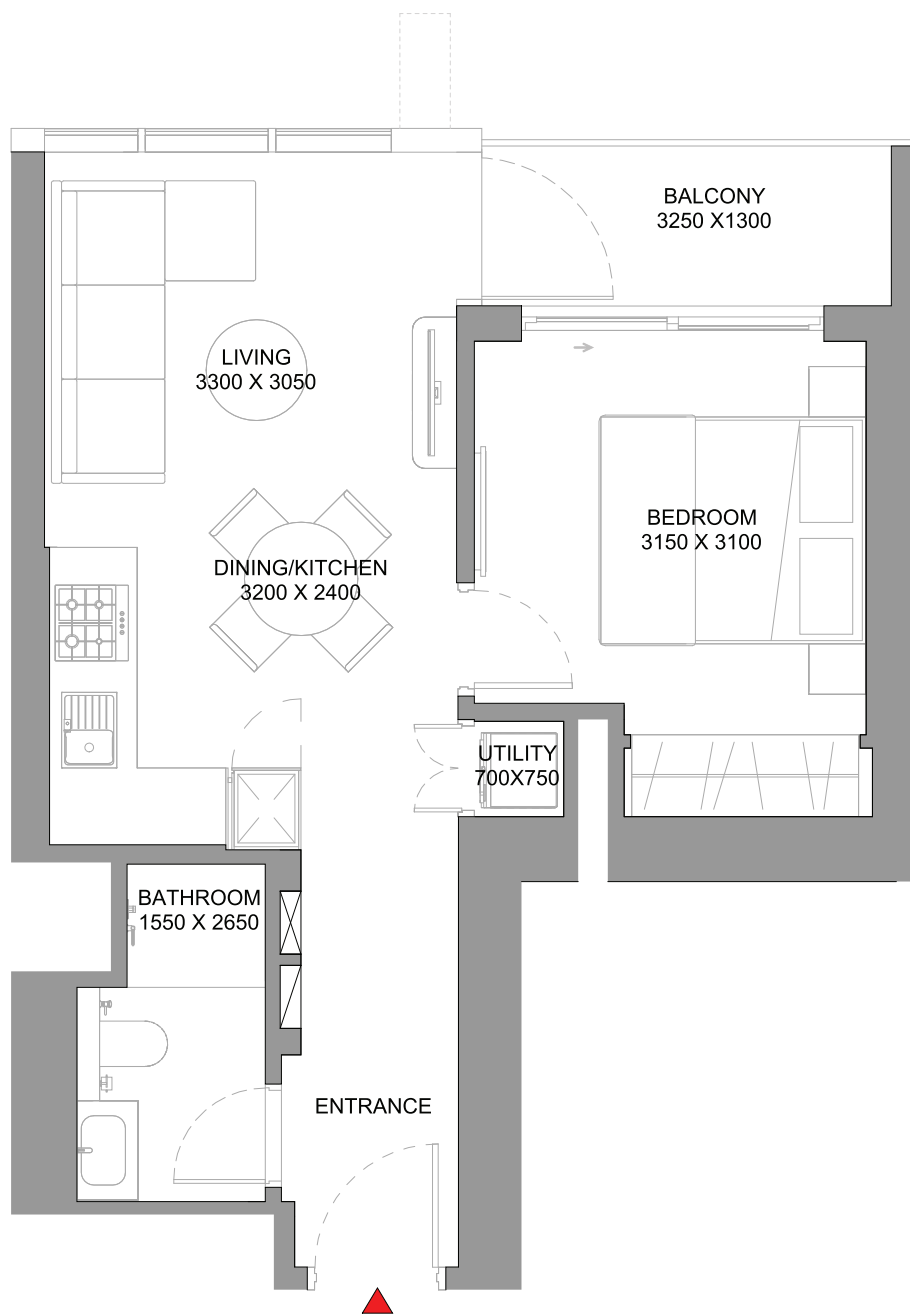 BALCONY
3250 X1300
LIVING
3300 X 3050
BEDROOM
3150 X 3100
DINING/KITCHEN
3200 X 2400
UTILITY
700X750
BATHROOM
1550 X 2650
ENTRANCE